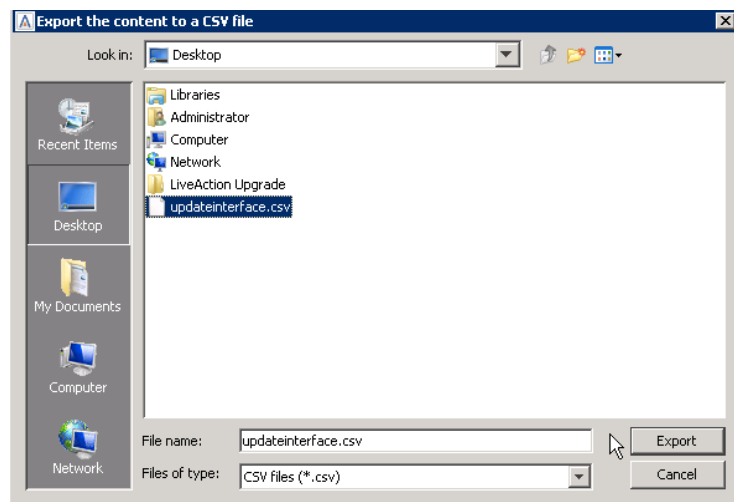 Export the content to a CSV file
Look in: Desktop
Recent Items
Desktop
My Documents
Computer
Network
Libraries
Administrator
Computer
Network
LiveAction Upgrade
updateinterface.csv
File name: updateinterface.csv Export
Files of type: CSV files (*.csv) Cancel